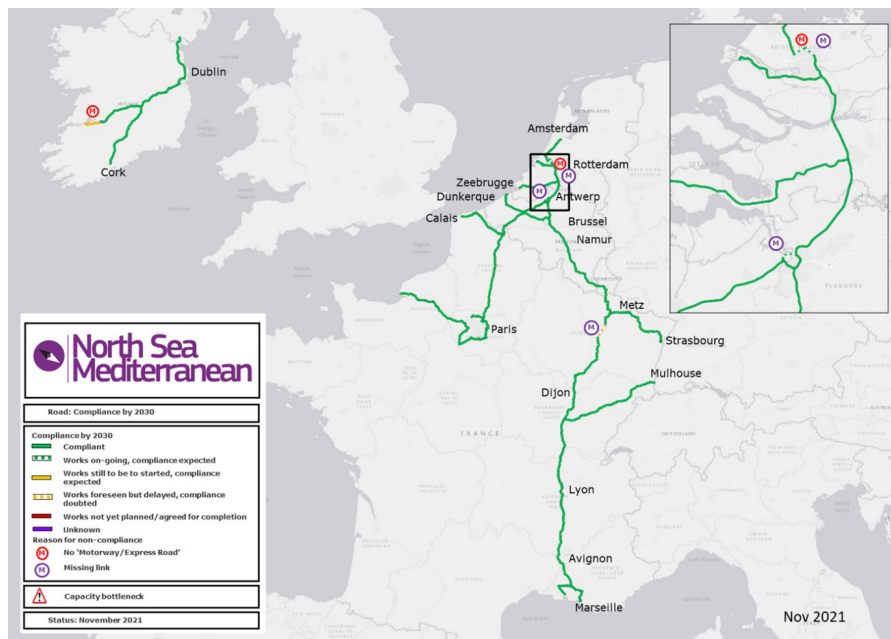 Dublin
M
Cork
Amsterdam
M
Rotterdam
M
Zeebrugge
M
Dunkerque
Antwerp
Calais
Brussel
Namur
Metz
Paris
M
Strasbourg
Mulhouse
Dijon
FRANCE
SWITZERLAND
Lyon
Avignon
Marseille
M
M
M
FLANDERS
North Sea
Mediterranean
Road: Compliance by 2030
Compliance by 2030
Compliant
Works on-going, compliance expected
Works still to be to started, compliance
expected
Works foreseen but delayed, compliance
doubted
Works not yet planned/agreed for completion
Unknown
Reason for non-compliance
M
No 'Motorway/Express Road'
M
Missing link
Capacity bottleneck
Status: November 2021
Nov 2021